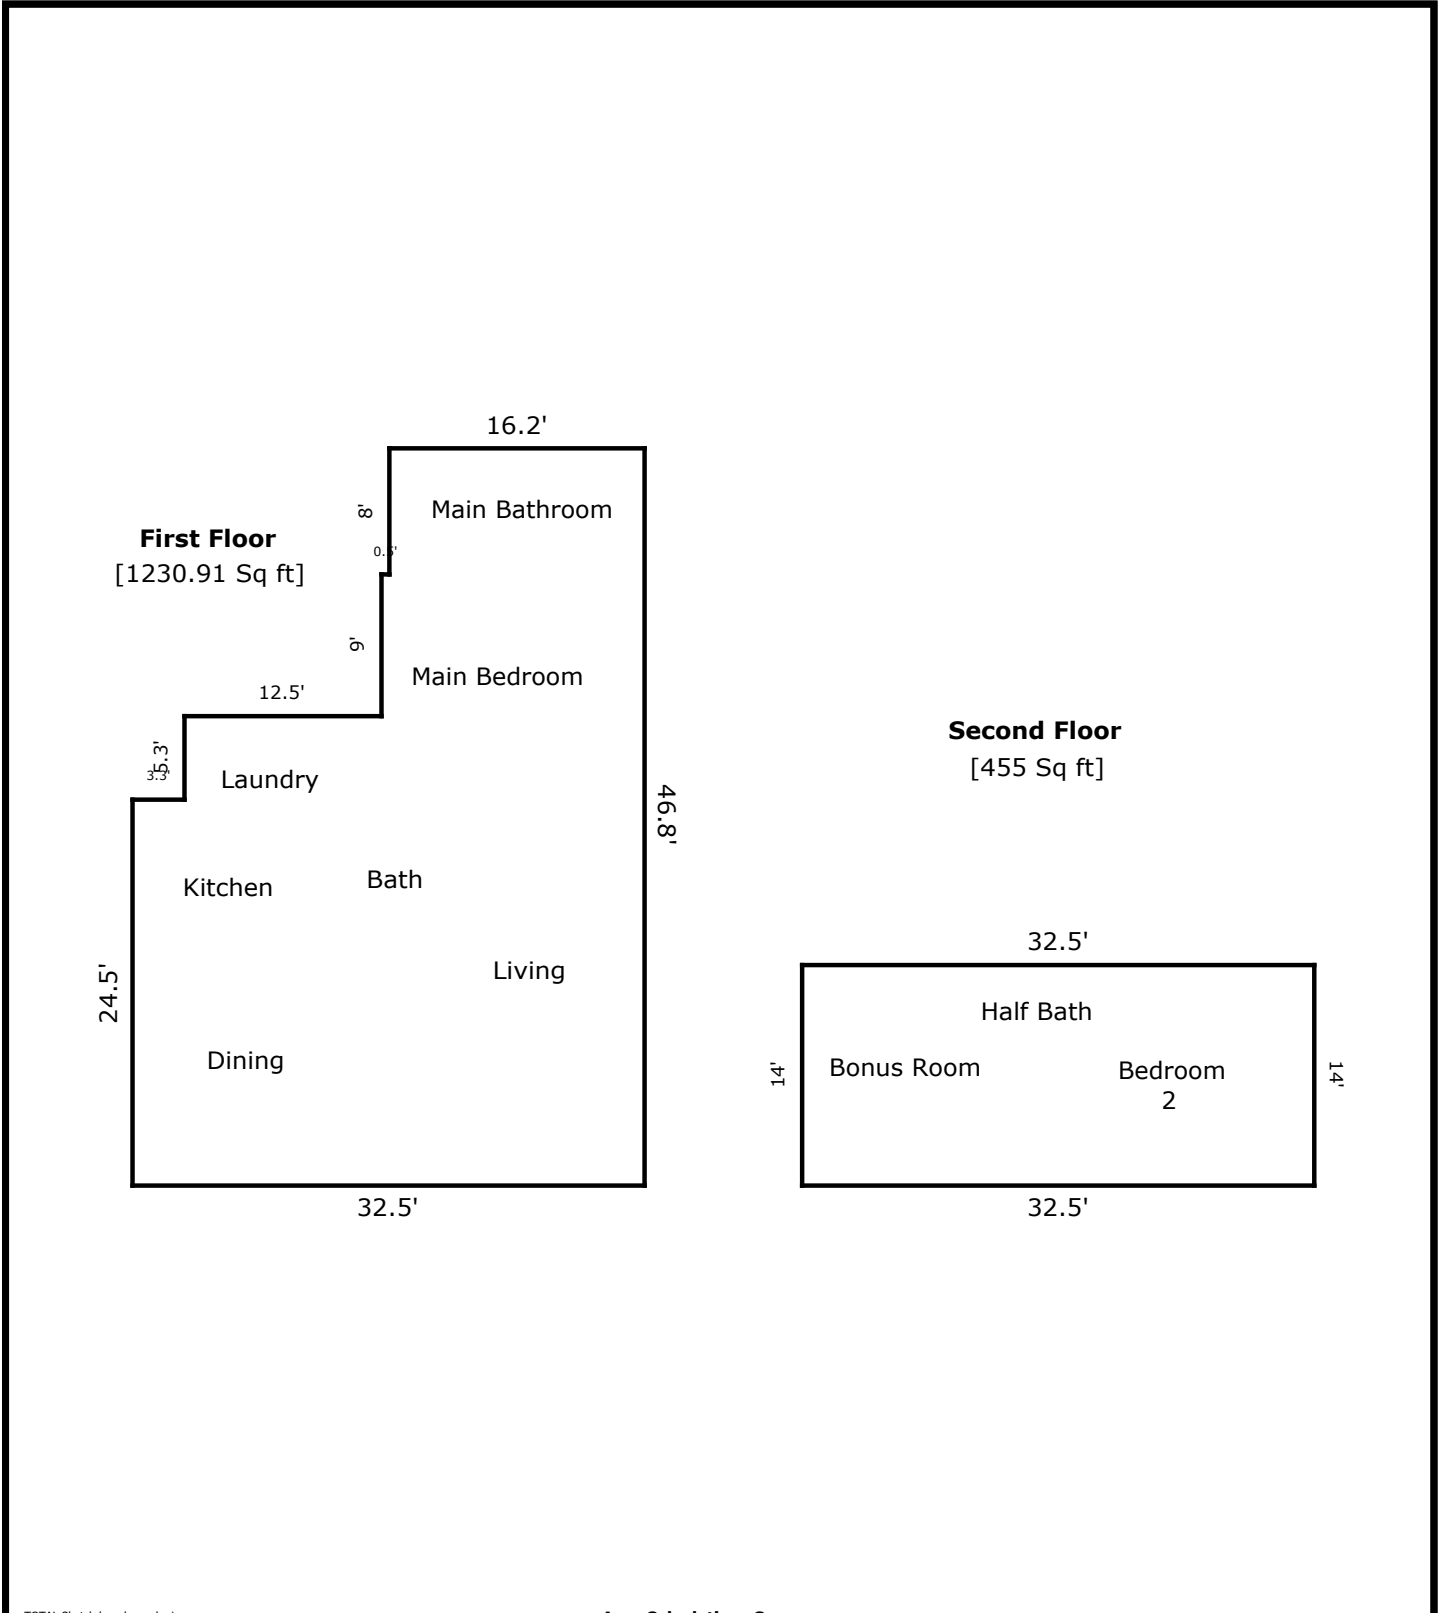 16.2'
8'
Main Bathroom
First Floor
0.5'
[1230.91 Sq ft]
9'
Main Bedroom
12.5'
5.3'
3.3'
Laundry
46.8'
Kitchen
Bath
Living
24.5'
Dining
32.5'
Second Floor
[455 Sq ft]
32.5'
Half Bath
14'
Bonus Room
Bedroom
2
14'
32.5'